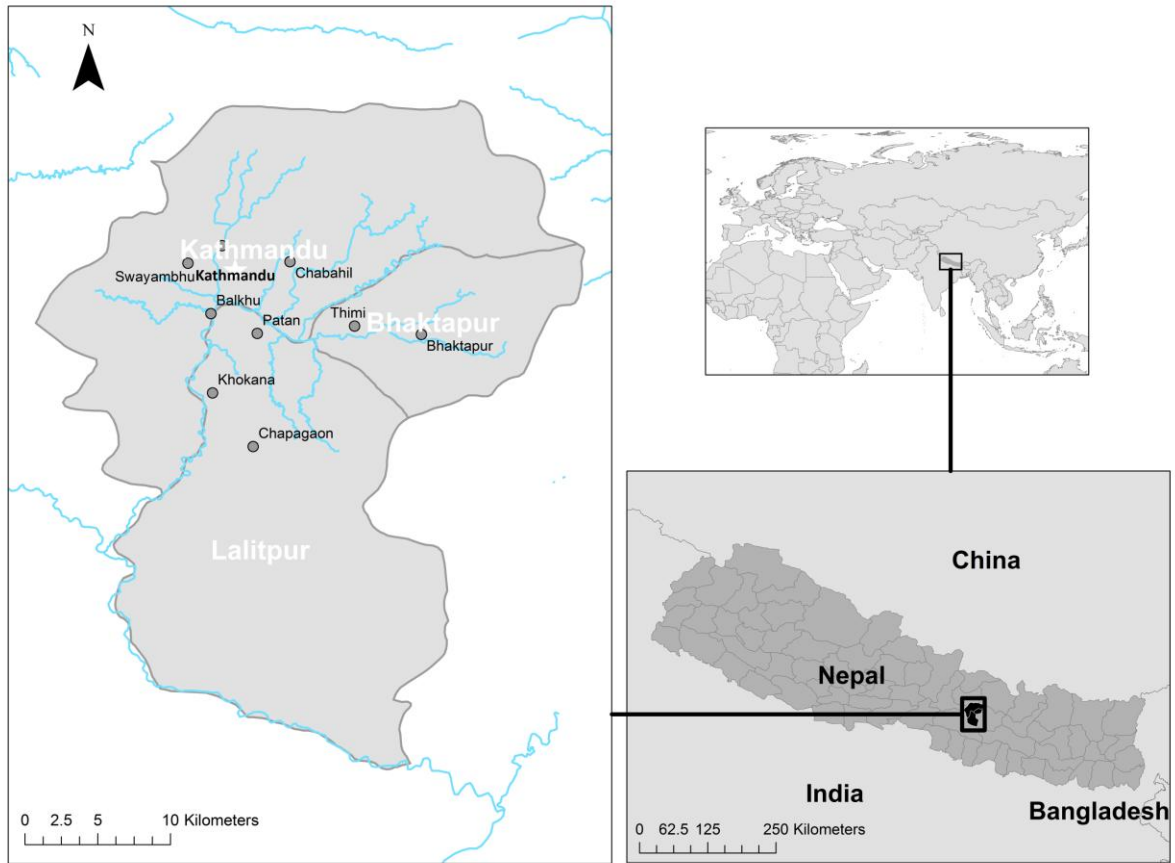 N
Kathmandu
Swayambhu
Kathmandu
Chabahil
Balkhu
Patan
Thimi
Bhaktapur
Bhaktapur
Khokana
Chapagaon
Lalitpur
0 2.5 5 10 Kilometers
China
Nepal
India
Bangladesh
0 62.5 125 250 Kilometers